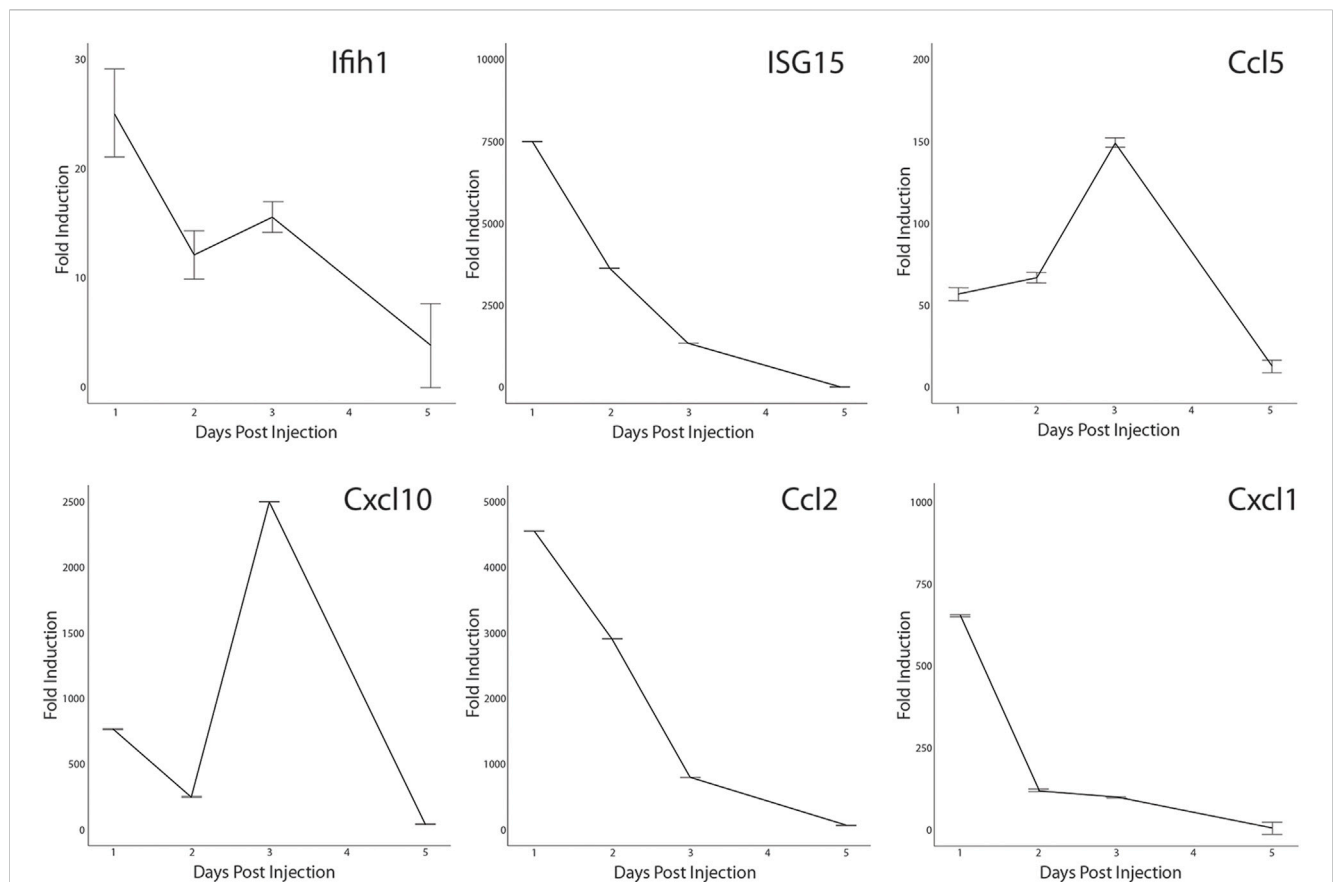 Ifih1
30
20
10
0
Fold Induction
1 2 3 4 5
Days Post Injection
ISG15
10000
7500
5000
2500
0
Fold Induction
1 2 3 4 5
Days Post Injection
Ccl5
200
150
100
50
0
Fold Induction
1 2 3 4 5
Days Post Injection
Cxcl10
2500
2000
1500
1000
500
0
Fold Induction
1 2 3 4 5
Days Post Injection
Ccl2
5000
4000
3000
2000
1000
0
Fold Induction
1 2 3 4 5
Days Post Injection
Cxcl1
1000
750
500
250
0
Fold Induction
1 2 3 4 5
Days Post Injection